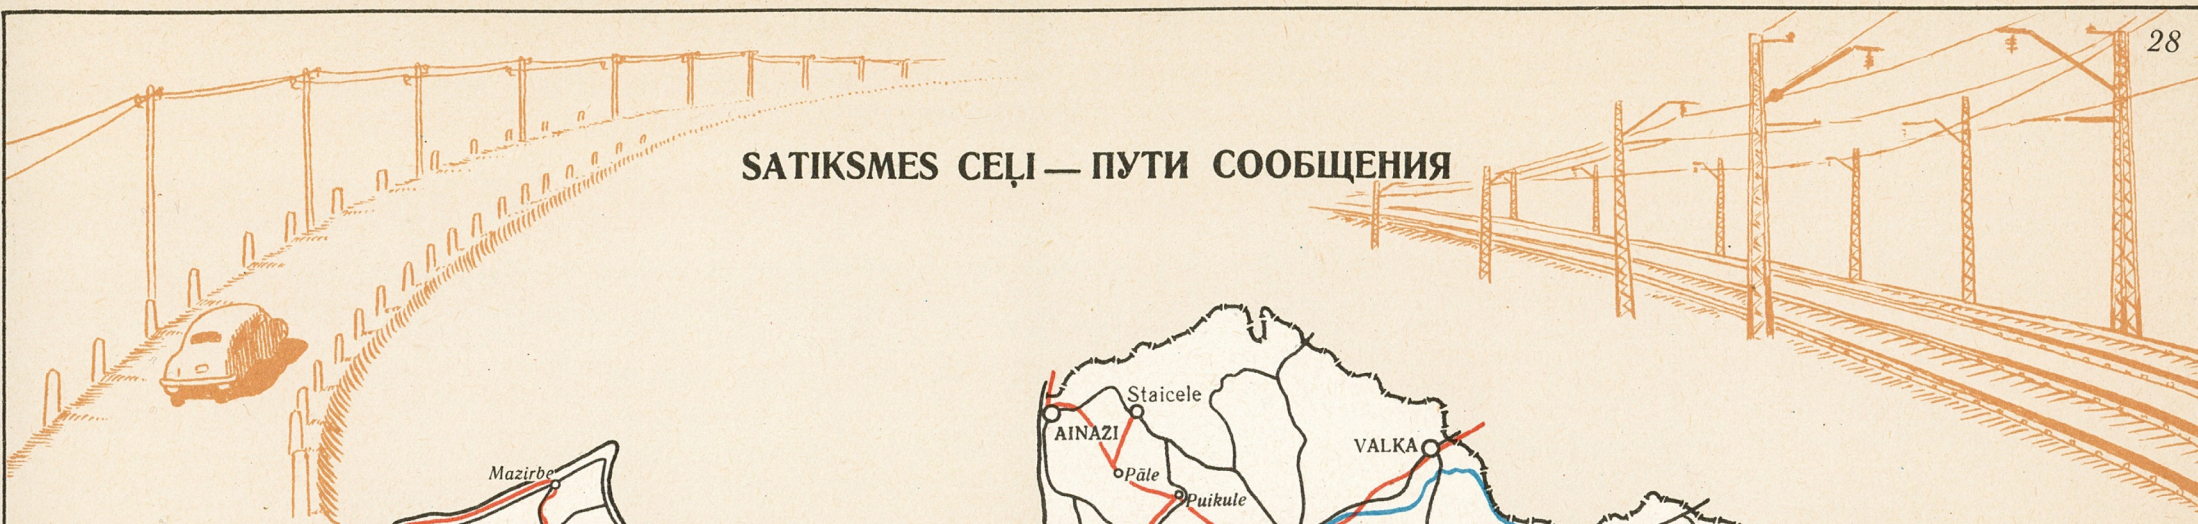 28
SATIKSMES CEĻI — ПУТИ СООБЩЕНИЯ
Staicele
AINAŽI
VALKA
Mazirbe
Pāle
Puikule